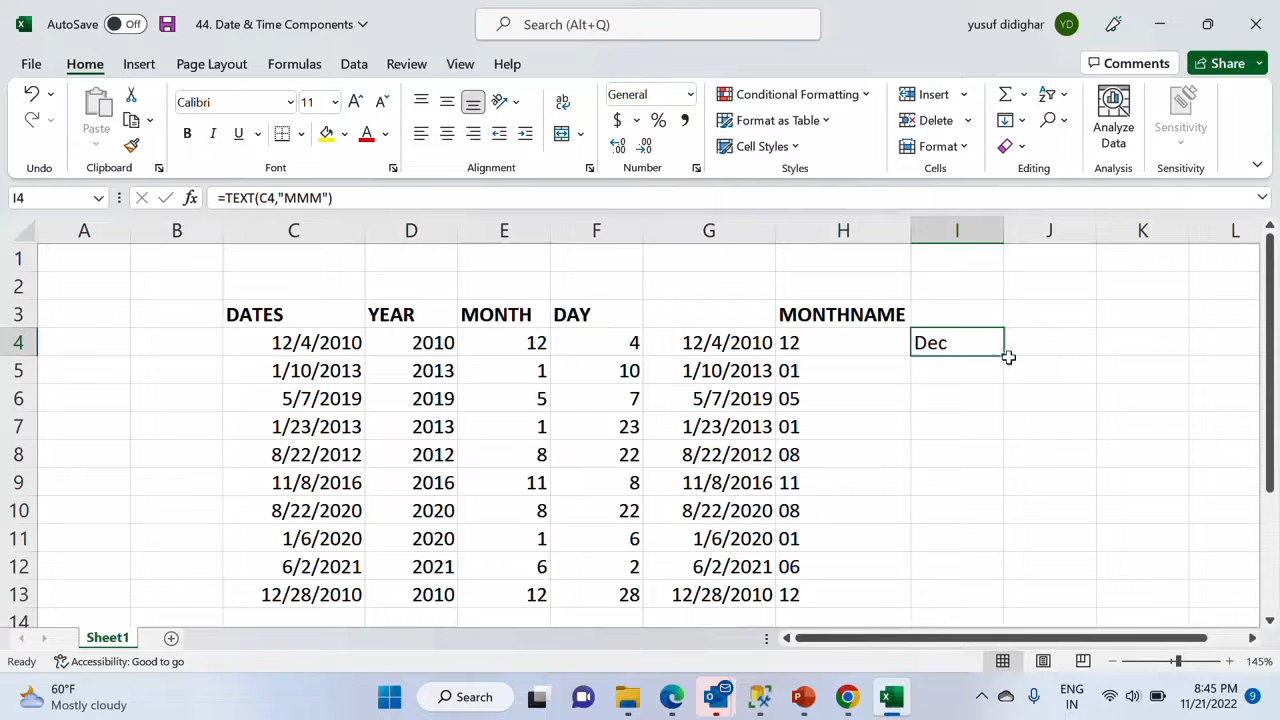 AutoSave Off 44. Date & Time Components Search (Alt+Q) yusuf didighar YD
File Home Insert Page Layout Formulas Data Review View Help Comments Share
Calibri 11 General Conditional Formatting Insert
Paste B I U $ % Format as Table Delete Analyze Data Sensitivity
Cell Styles Format
Undo Clipboard Font Alignment Number Styles Cells Editing Analysis Sensitivity
I4 fx =TEXT(C4,"MMM")
A B C D E F G H I J K L
1
2
3 DATES YEAR MONTH DAY MONTHNAME
4 12/4/2010 2010 12 4 12/4/2010 12 Dec
5 1/10/2013 2013 1 10 1/10/2013 01
6 5/7/2019 2019 5 7 5/7/2019 05
7 1/23/2013 2013 1 23 1/23/2013 01
8 8/22/2012 2012 8 22 8/22/2012 08
9 11/8/2016 2016 11 8 11/8/2016 11
10 8/22/2020 2020 8 22 8/22/2020 08
11 1/6/2020 2020 1 6 1/6/2020 01
12 6/2/2021 2021 6 2 6/2/2021 06
13 12/28/2010 2010 12 28 12/28/2010 12
14
Sheet1
Ready Accessibility: Good to go 145%
60°F Search ENG 8:45 PM
Mostly cloudy IN 11/21/2022 9